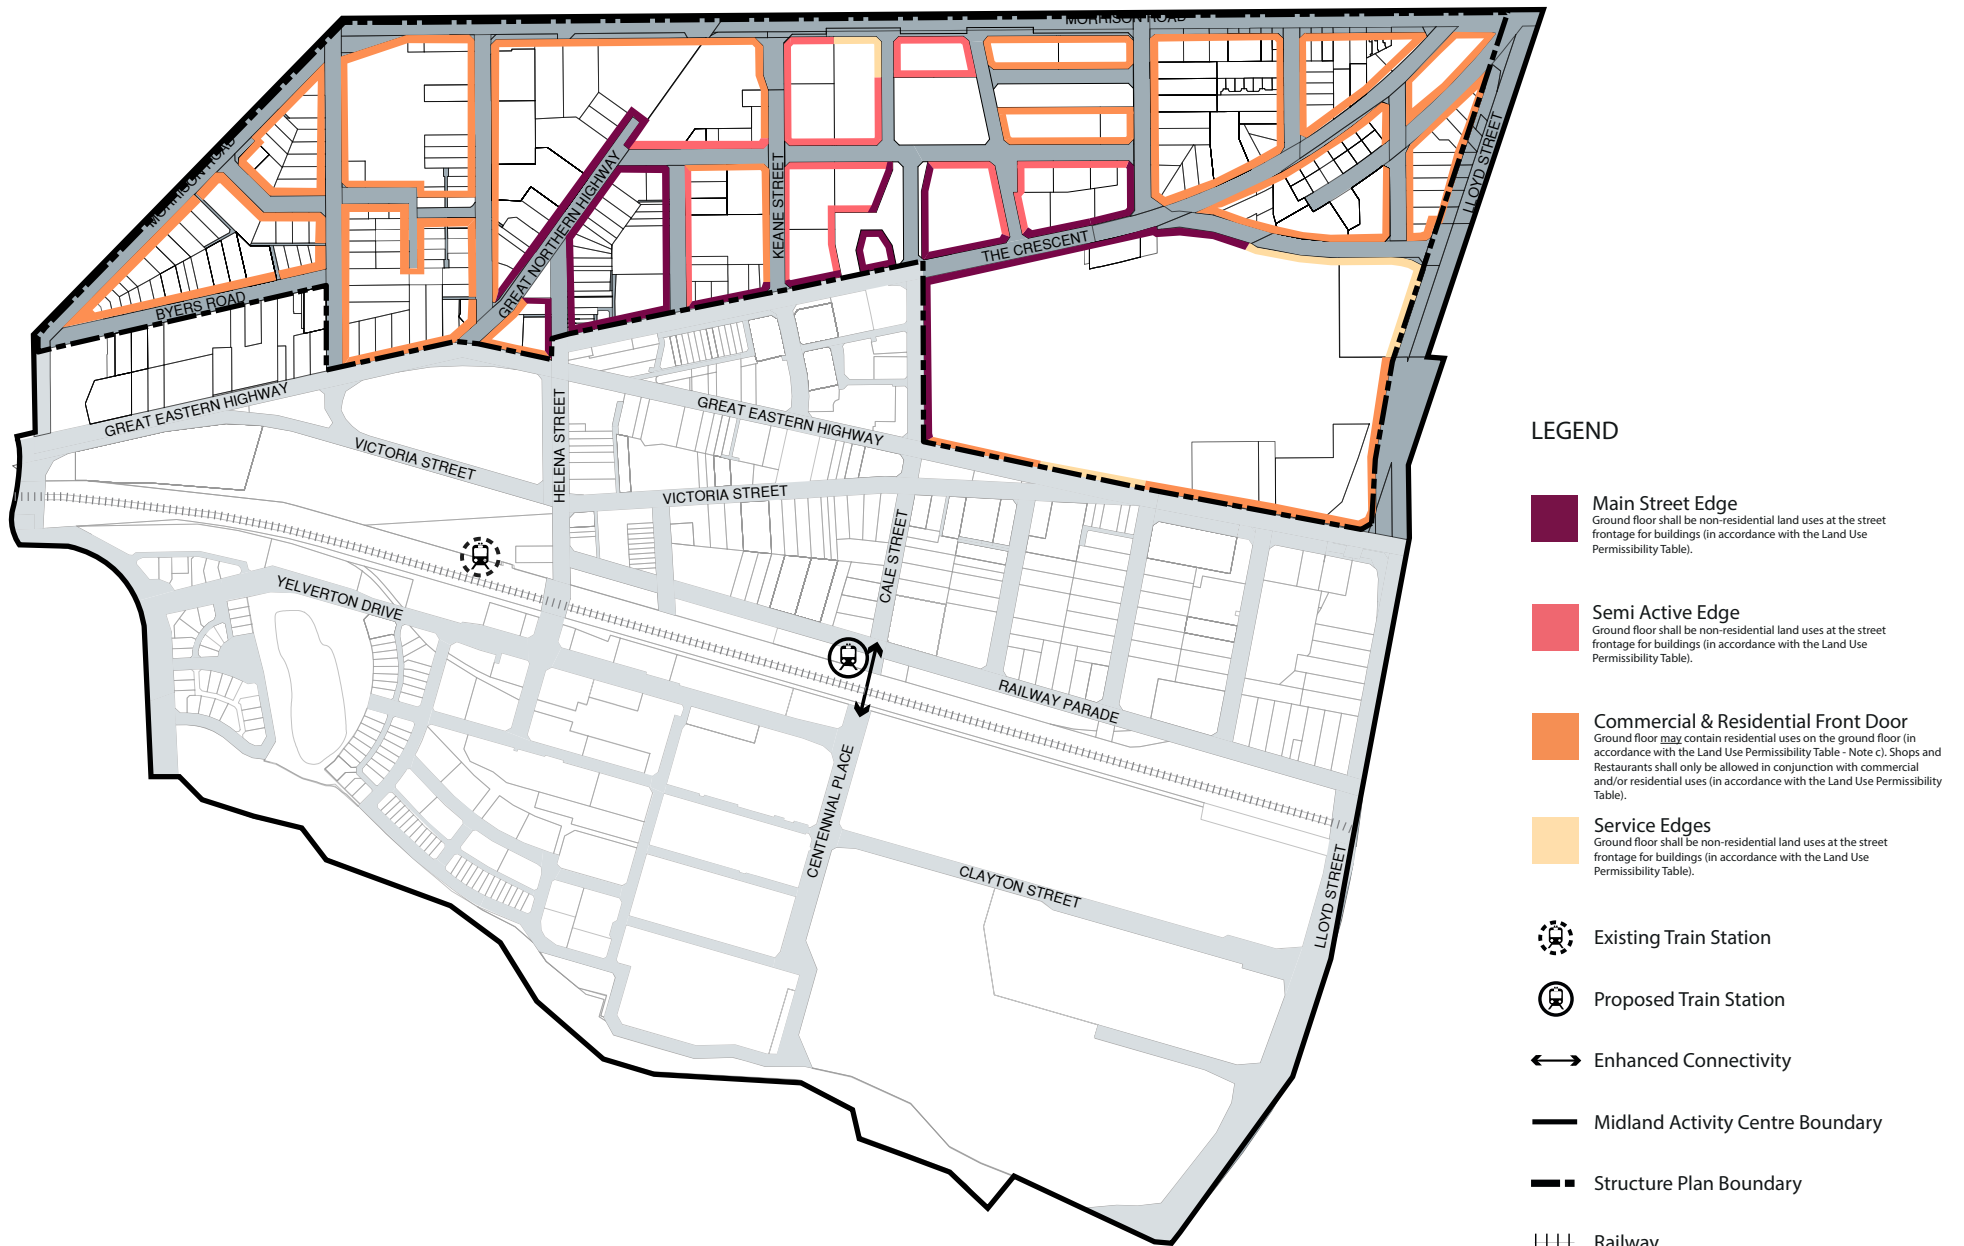 MORRISON ROAD
MORRISON ROAD
LLOYD STREET
GREAT NORTHERN HIGHWAY
KEANE STREET
THE CRESCENT
BYERS ROAD
GREAT EASTERN HIGHWAY
GREAT EASTERN HIGHWAY
HELENA STREET
VICTORIA STREET
VICTORIA STREET
CALE STREET
YELVERTON DRIVE
RAILWAY PARADE
CENTENNIAL PLACE
CLAYTON STREET
LLOYD STREET
LEGEND
Main Street Edge
Ground floor shall be non-residential land uses at the street
frontage for buildings (in accordance with the Land Use
Permissibility Table).
Semi Active Edge
Ground floor shall be non-residential land uses at the street
frontage for buildings (in accordance with the Land Use
Permissibility Table).
Commercial & Residential Front Door
Ground floor may contain residential uses on the ground floor (in
accordance with the Land Use Permissibility Table - Note c). Shops and
Restaurants shall only be allowed in conjunction with commercial
and/or residential uses (in accordance with the Land Use Permissibility
Table).
Service Edges
Ground floor shall be non-residential land uses at the street
frontage for buildings (in accordance with the Land Use
Permissibility Table).
Existing Train Station
Proposed Train Station
Enhanced Connectivity
Midland Activity Centre Boundary
Structure Plan Boundary
Railway